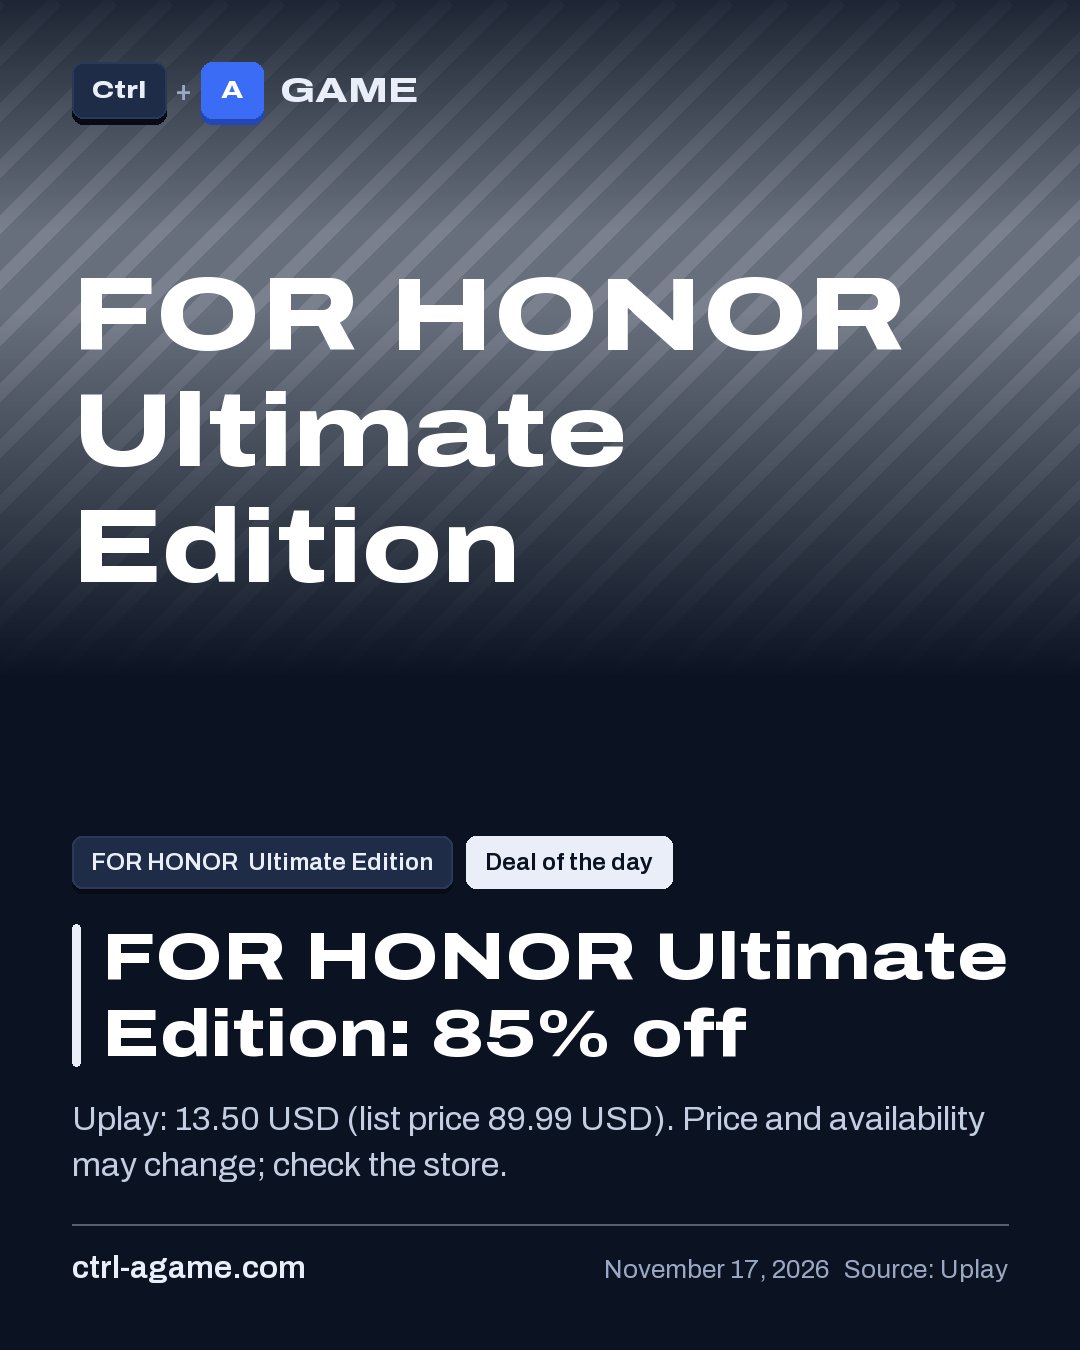 Ctrl + A GAME
FOR HONOR
Ultimate
Edition
FOR HONOR Ultimate Edition
Deal of the day
FOR HONOR Ultimate
Edition: 85% off
Uplay: 13.50 USD (list price 89.99 USD). Price and availability
may change; check the store.
ctrl-agame.com
November 17, 2026 Source: Uplay